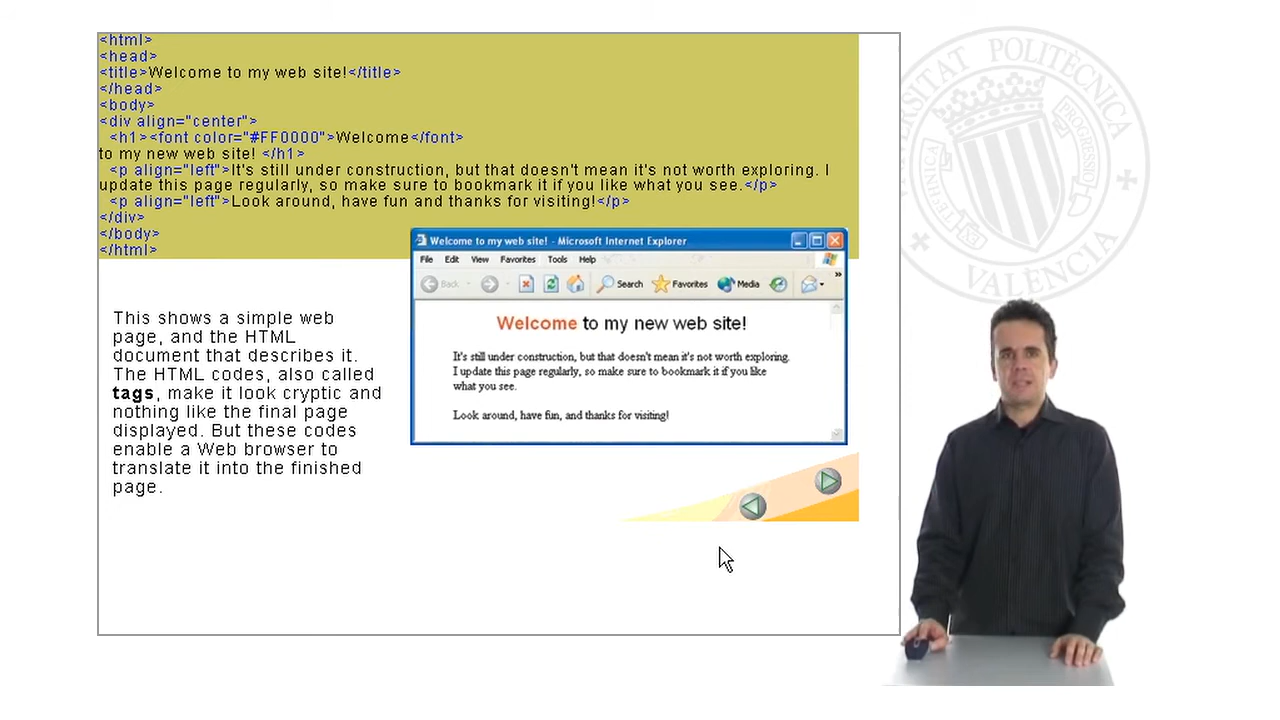 <html>
<head>
<title>Welcome to my web site!</title>
</head>
<body>
<div align="center">
<h1><font color="#FF0000">Welcome</font>
to my new web site! </h1>
<p align="left">It's still under construction, but that doesn't mean it's not worth exploring. I
update this page regularly, so make sure to bookmark it if you like what you see.</p>
<p align="left">Look around, have fun and thanks for visiting!</p>
</div>
</body>
</html>
Welcome to my web site! - Microsoft Internet Explorer
File Edit View Favorites Tools Help
Back Search Favorites Media »
Welcome to my new web site!
It's still under construction, but that doesn't mean it's not worth exploring.
I update this page regularly, so make sure to bookmark it if you like
what you see.
Look around, have fun, and thanks for visiting!
This shows a simple web
page, and the HTML
document that describes it.
The HTML codes, also called
tags, make it look cryptic and
nothing like the final page
displayed. But these codes
enable a Web browser to
translate it into the finished
page.
UNIVERSITAT POLITÈCNICA
VALÈNCIA
EX TECHNICA
PROGRESSIO